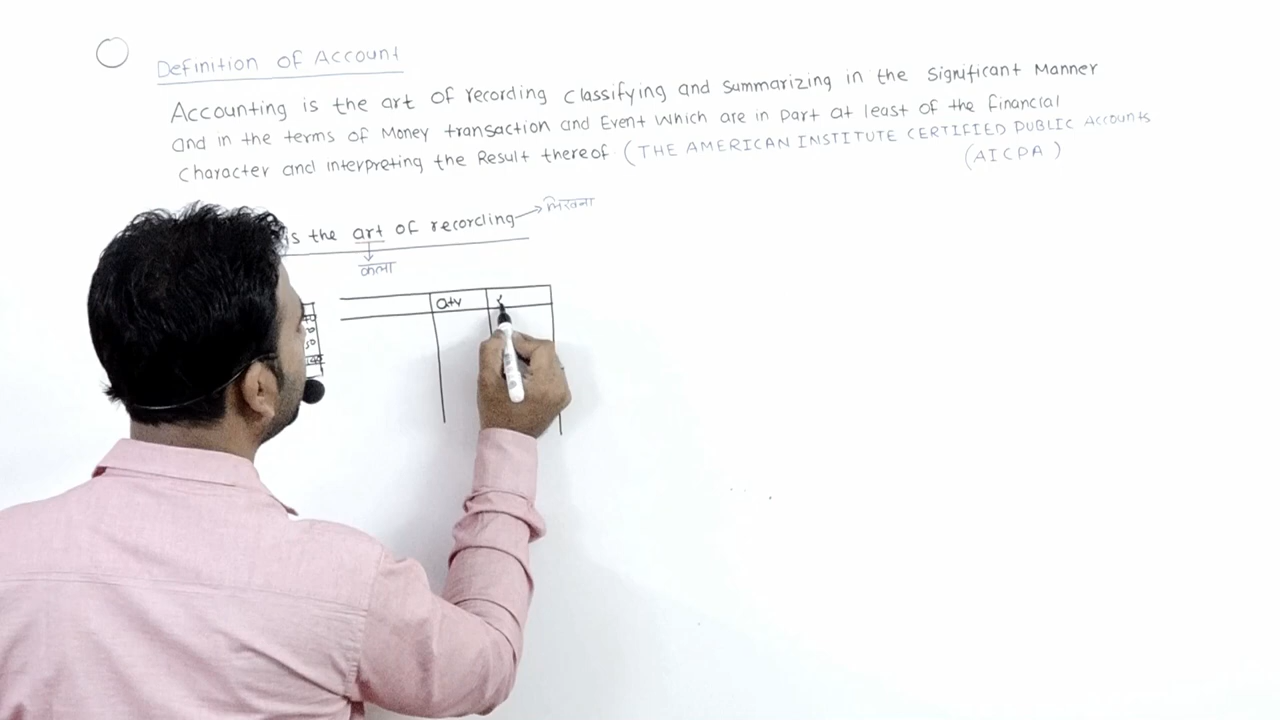 Definition OF Account
Accounting is the art of recording classifying and summarizing in the significant Manner
and in the terms of Money transaction and Event which are in Part at least of the financial
Character and interpreting the Result thereof (THE AMERICAN INSTITUTE CERTIFIED PUBLIC Accounts
(AICPA)
is the art of recording → लिखना
कला
Qty
50